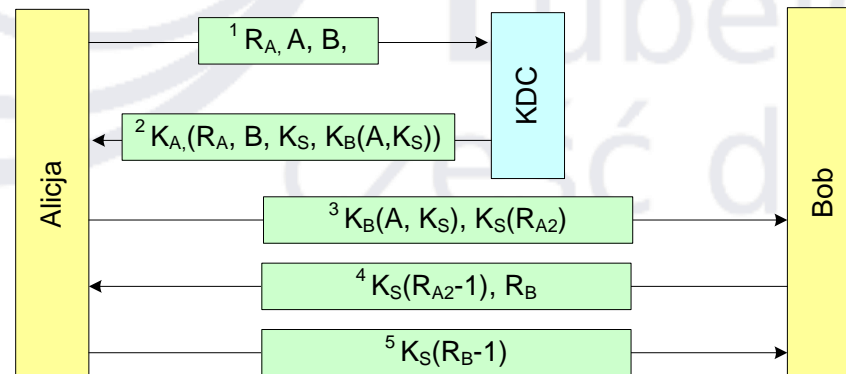 Alicja
1 RA, A, B,
KDC
2 KA,(RA, B, KS, KB(A,KS))
3 KB(A, KS), KS(RA2)
4 KS(RA2-1), RB
5 KS(RB-1)
Bob
część d